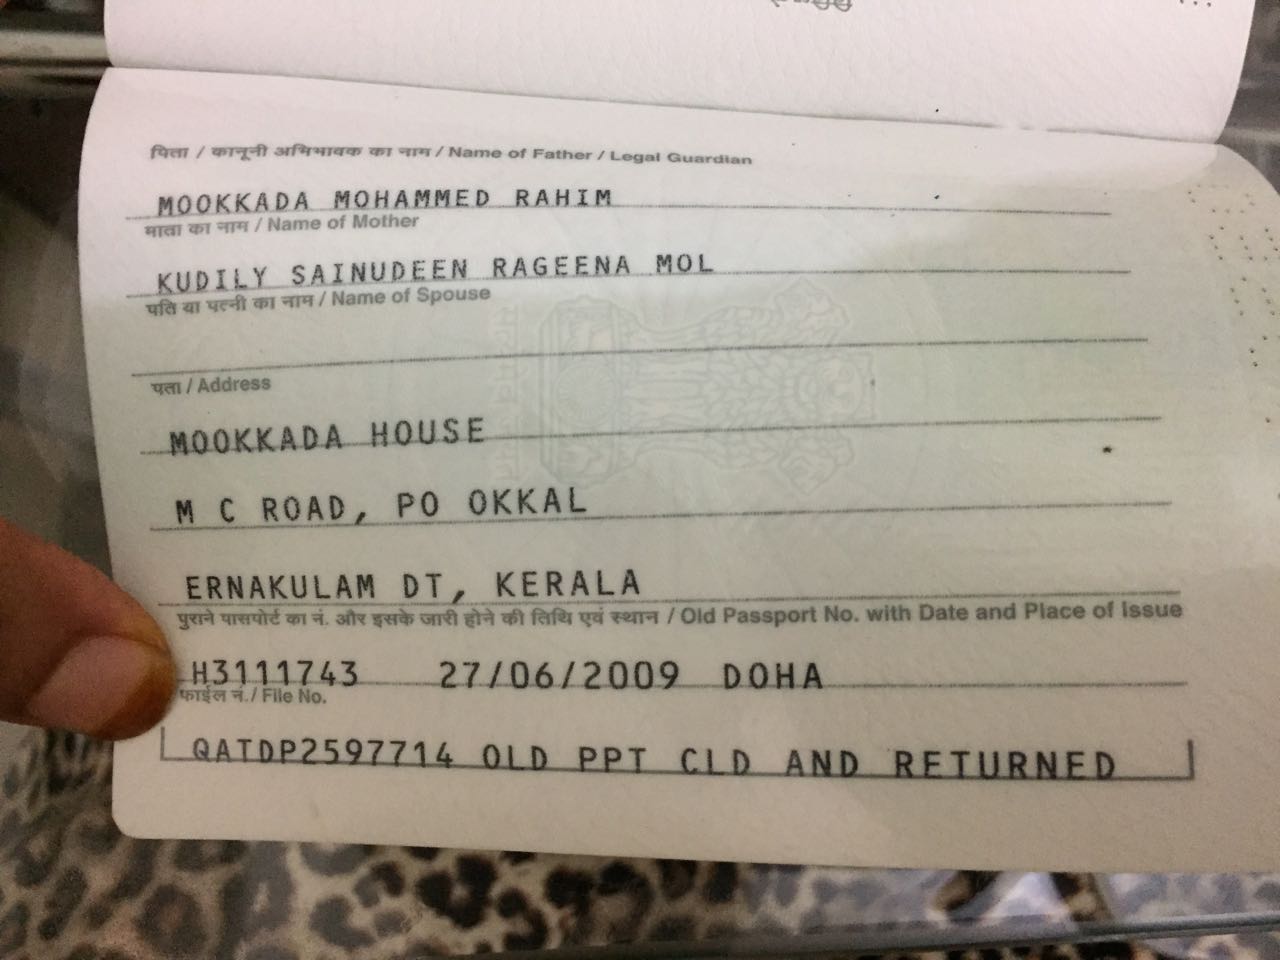 पिता / कानूनी अभिभावक का नाम / Name of Father / Legal Guardian
MOOKKADA MOHAMMED RAHIM
माता का नाम / Name of Mother
KUDILY SAINUDEEN RAGEENA MOL
पति या पत्नी का नाम / Name of Spouse
पता / Address
MOOKKADA HOUSE
M C ROAD, PO OKKAL
ERNAKULAM DT, KERALA
पुराने पासपोर्ट का नं. और इसके जारी होने की तिथि एवं स्थान / Old Passport No. with Date and Place of Issue
H3111743 27/06/2009 DOHA
फाईल नं./ File No.
QATDP2597714 OLD PPT CLD AND RETURNED